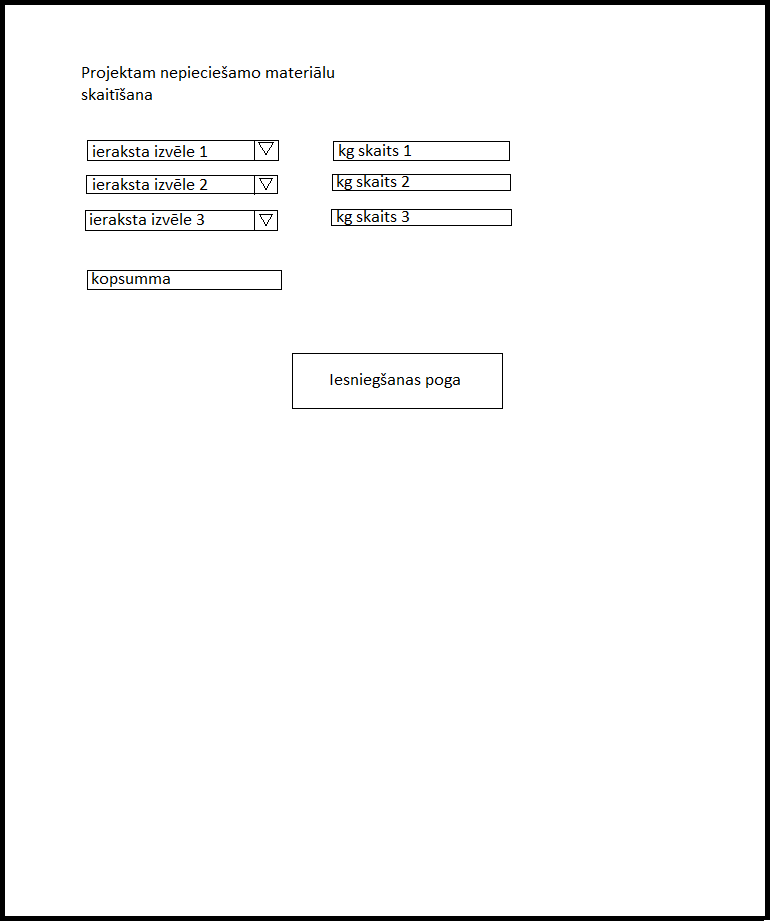 Projektam nepieciešamo materiālu
skaitīšana
ieraksta izvēle 1
kg skaits 1
ieraksta izvēle 2
kg skaits 2
ieraksta izvēle 3
kg skaits 3
kopsumma
Iesniegšanas poga